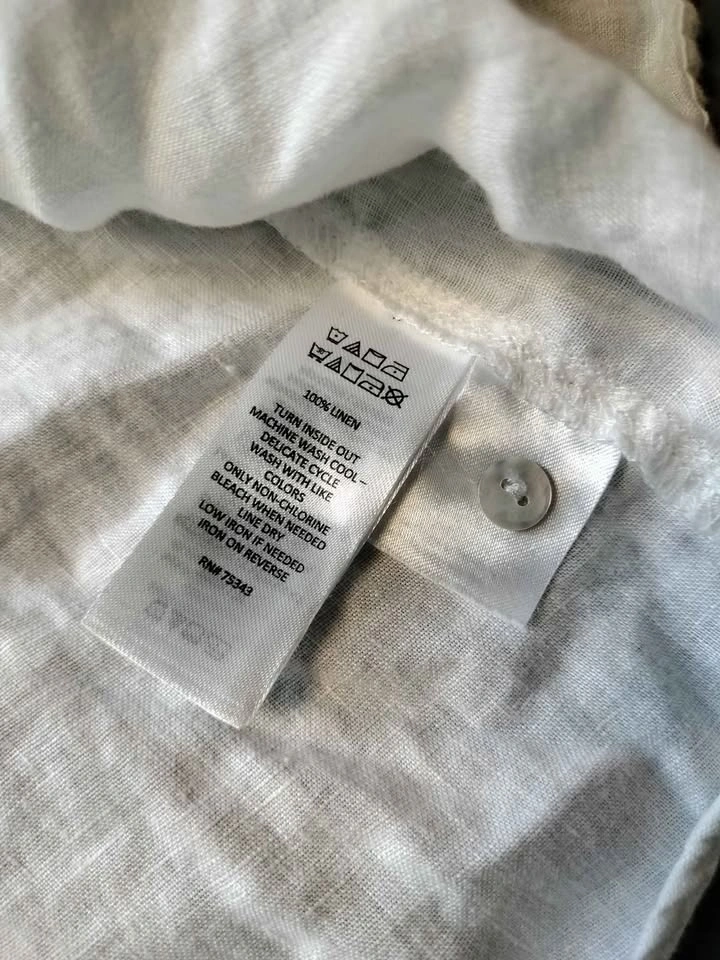 100% LINEN
TURN INSIDE OUT
MACHINE WASH COOL –
DELICATE CYCLE
WASH WITH LIKE
COLORS
ONLY NON-CHLORINE
BLEACH WHEN NEEDED
LINE DRY
LOW IRON IF NEEDED
IRON ON REVERSE
RN# 75343